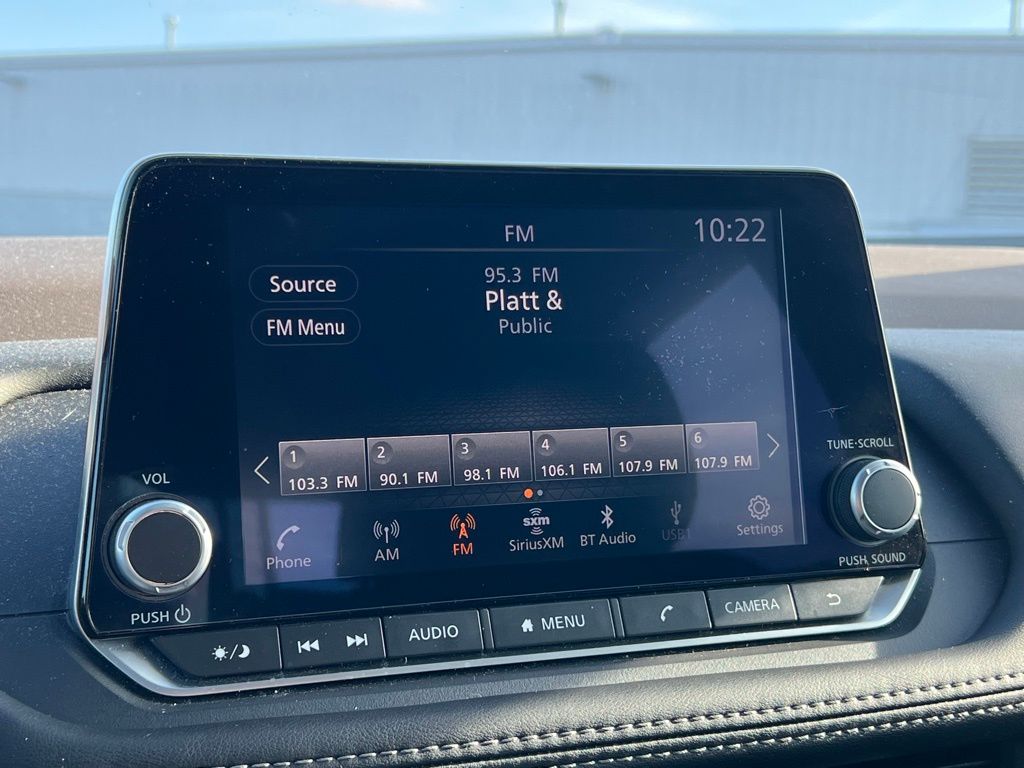 FM
10:22
Source
95.3 FM
Platt &
Public
FM Menu
1
103.3 FM
2
90.1 FM
3
98.1 FM
4
106.1 FM
5
107.9 FM
6
107.9 FM
VOL
TUNE·SCROLL
Phone
AM
FM
sxm
SiriusXM
BT Audio
USB1
Settings
PUSH
PUSH, SOUND
AUDIO
MENU
CAMERA